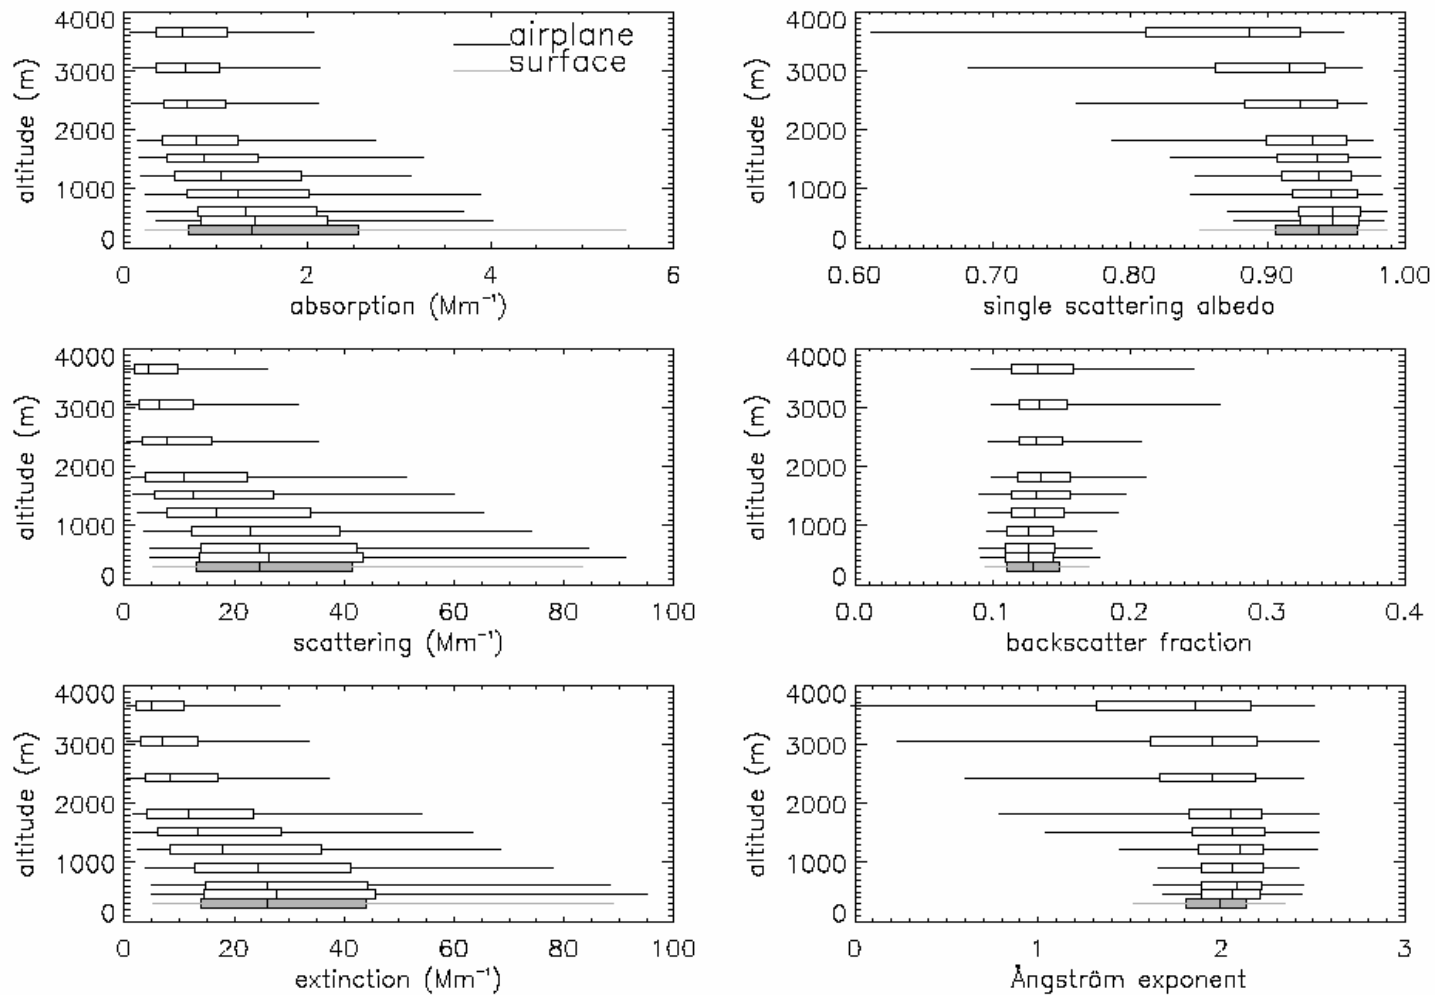 4000
3000
2000
1000
0
altitude (m)
airplane
surface
0 2 4 6
absorption (Mm⁻¹)
4000
3000
2000
1000
0
altitude (m)
0.60 0.70 0.80 0.90 1.00
single scattering albedo
4000
3000
2000
1000
0
altitude (m)
0 20 40 60 80 100
scattering (Mm⁻¹)
4000
3000
2000
1000
0
altitude (m)
0.0 0.1 0.2 0.3 0.4
backscatter fraction
4000
3000
2000
1000
0
altitude (m)
0 20 40 60 80 100
extinction (Mm⁻¹)
4000
3000
2000
1000
0
altitude (m)
0 1 2 3
Ångström exponent